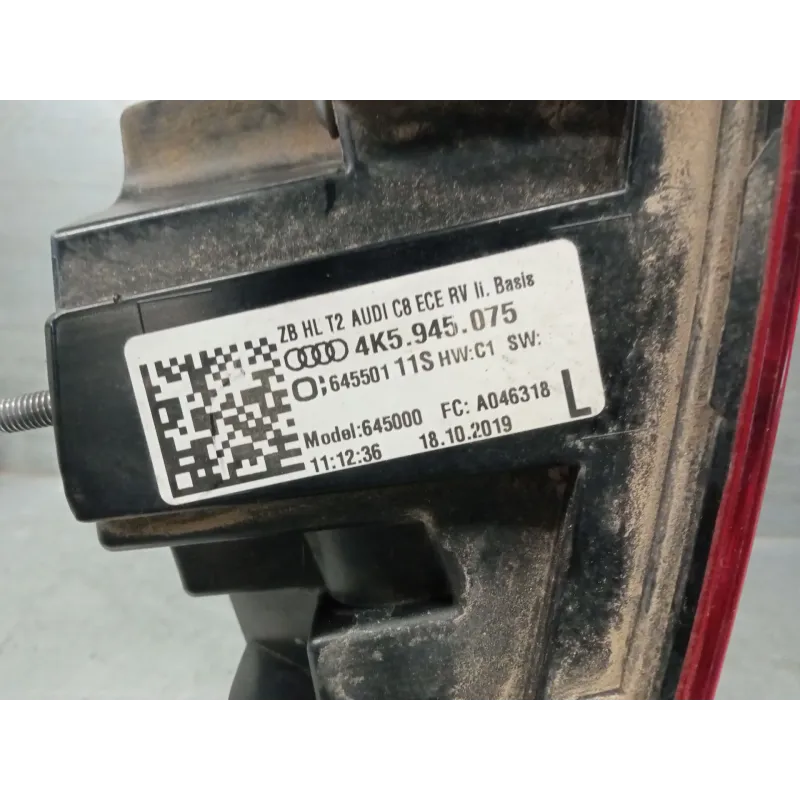 ZB HL T2 AUDI C8 ECE RV li. Basis
4K5.945.075
645501 11S HW:C1 SW:
Model:645000 FC: A046318 L
11:12:36 18.10.2019